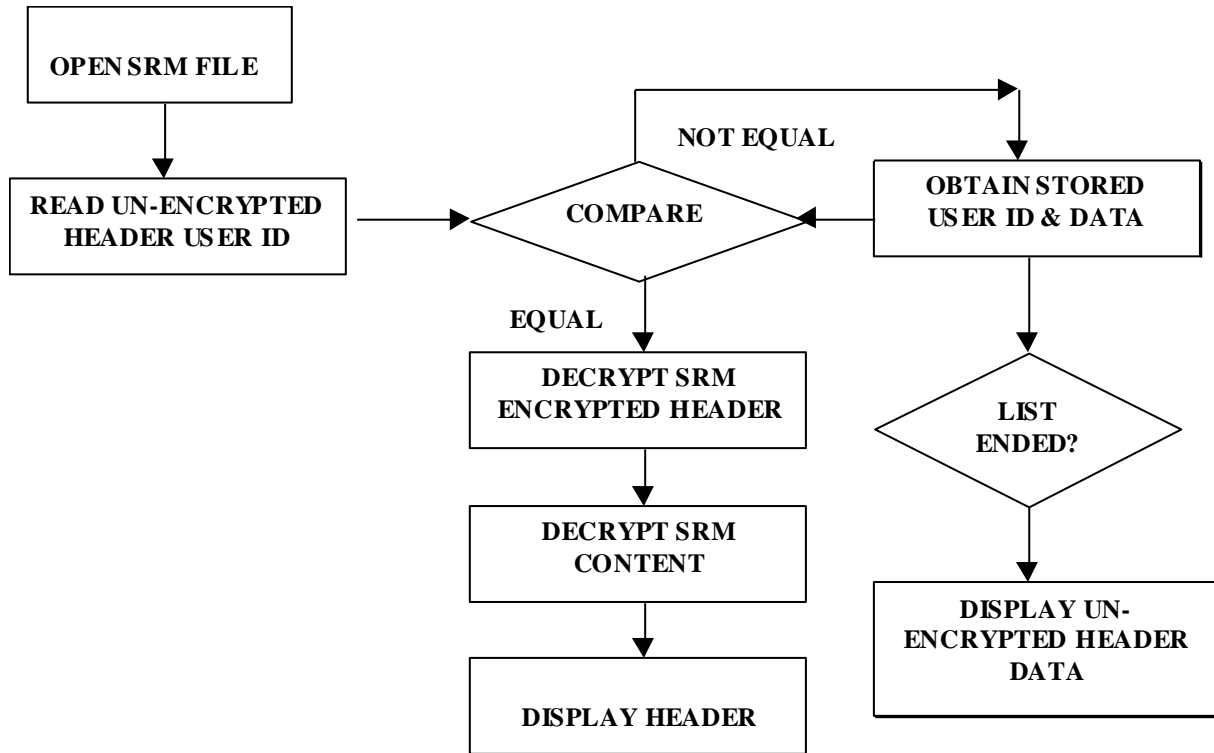 OPEN SRM FILE
READ UN-ENCRYPTED
HEADER USER ID
COMPARE
NOT EQUAL
OBTAIN STORED
USER ID & DATA
EQUAL
DECRYPT SRM
ENCRYPTED HEADER
LIST
ENDED?
DECRYPT SRM
CONTENT
DISPLAY UN-
ENCRYPTED HEADER
DATA
DISPLAY HEADER